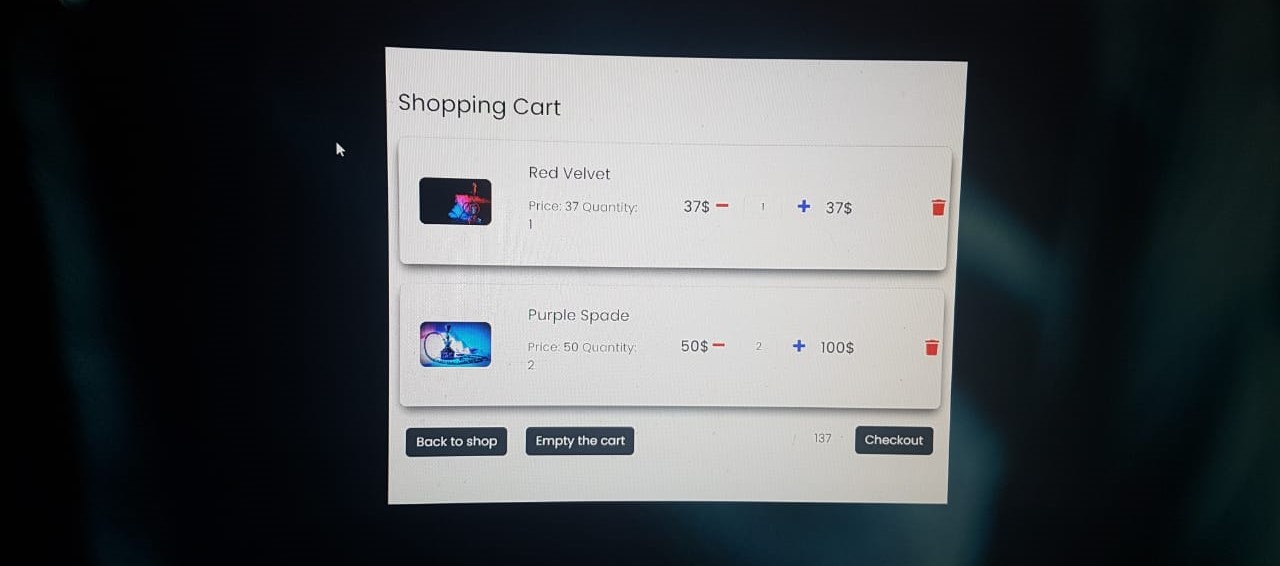 Shopping Cart
Red Velvet
Price: 37 Quantity:
1
37$ − 1 + 37$
Purple Spade
Price: 50 Quantity:
2
50$ − 2 + 100$
Back to shop
Empty the cart
137
Checkout